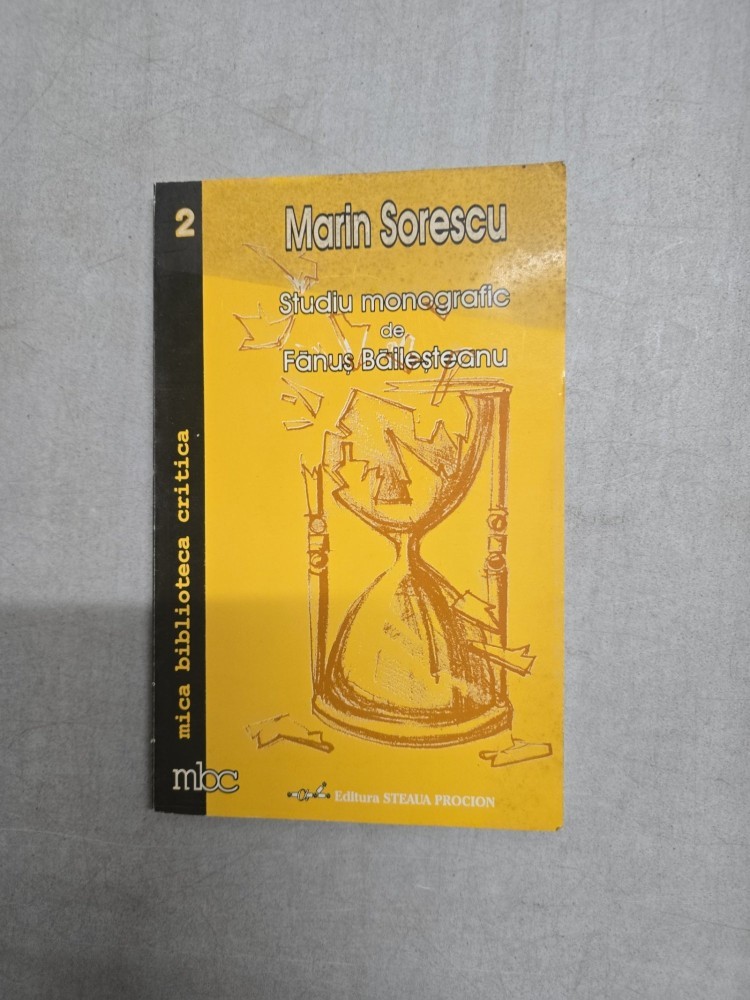 2
Marin Sorescu
Studiu monografic
de
Fănuș Băileșteanu
mica biblioteca critica
mbc
Editura STEAUA PROCION